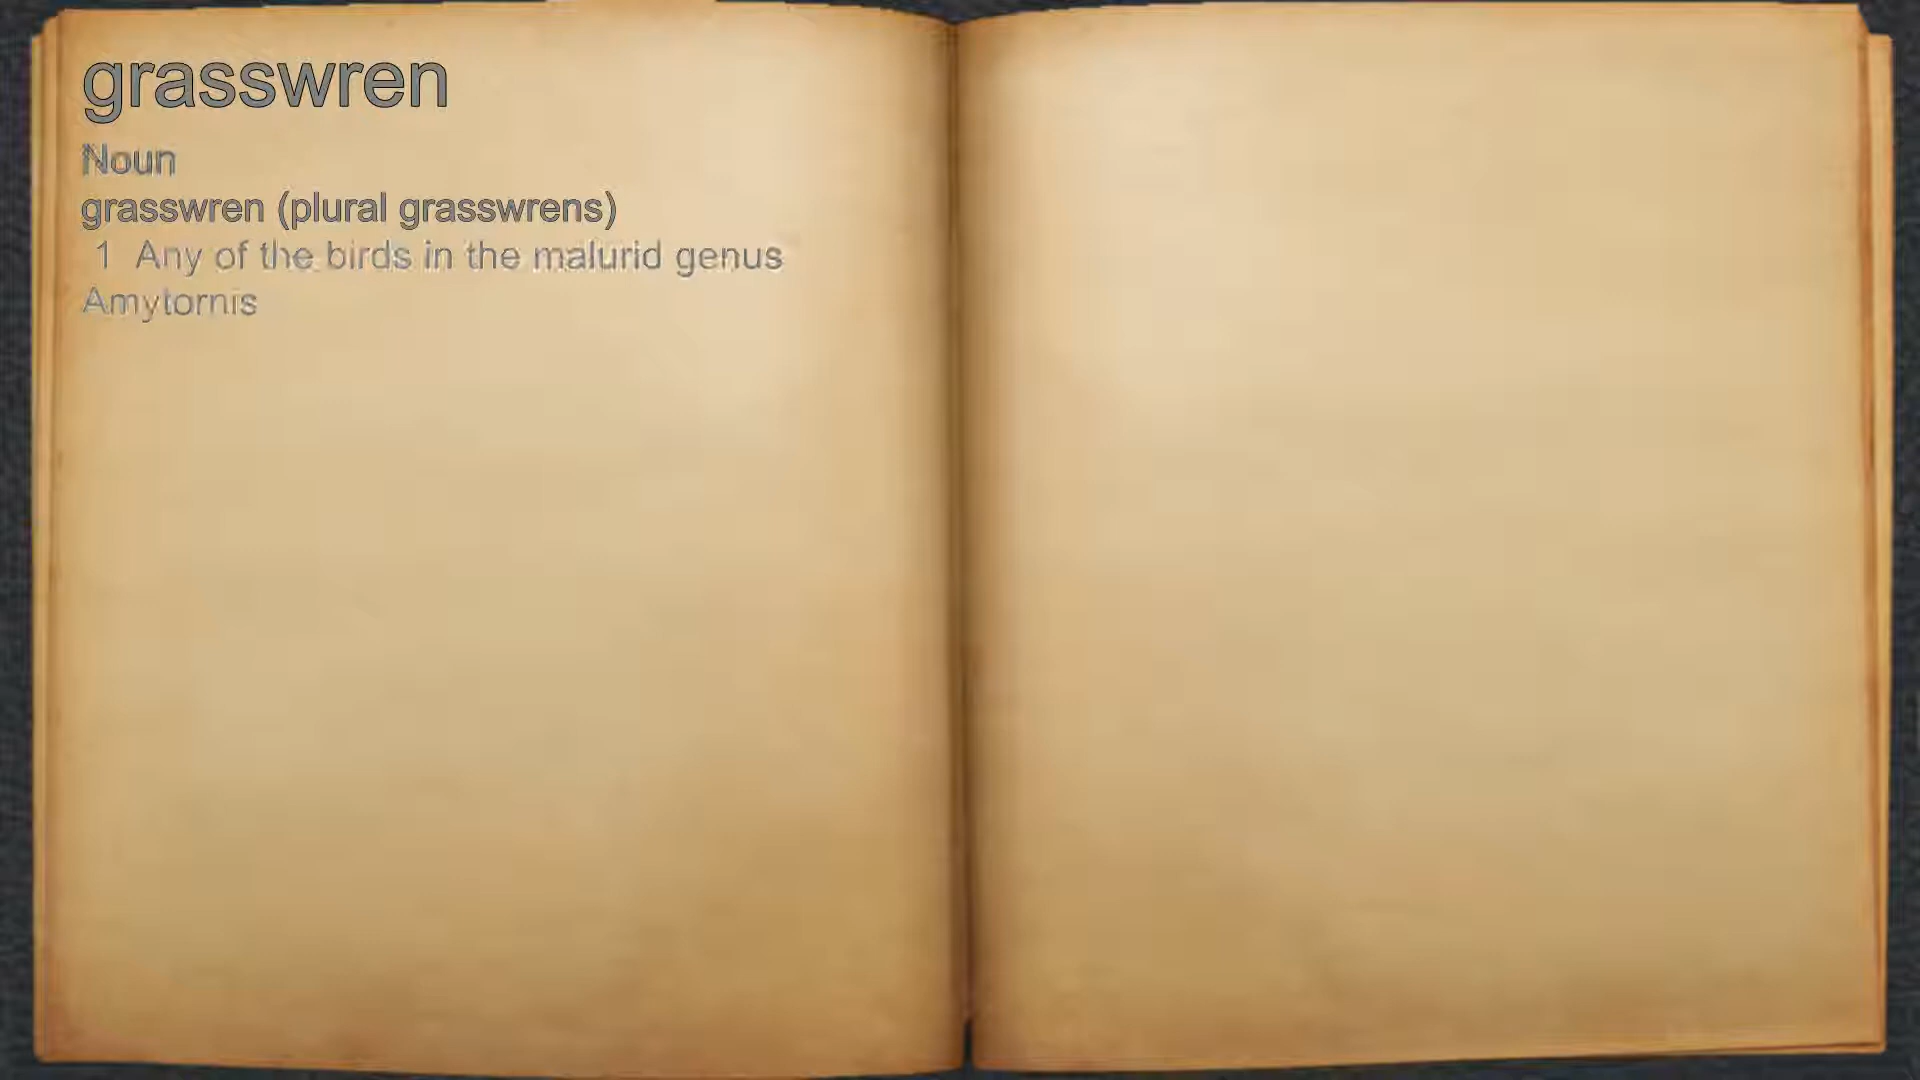 grasswren
Noun
grasswren (plural grasswrens)
1 Any of the birds in the malurid genus
Amytornis